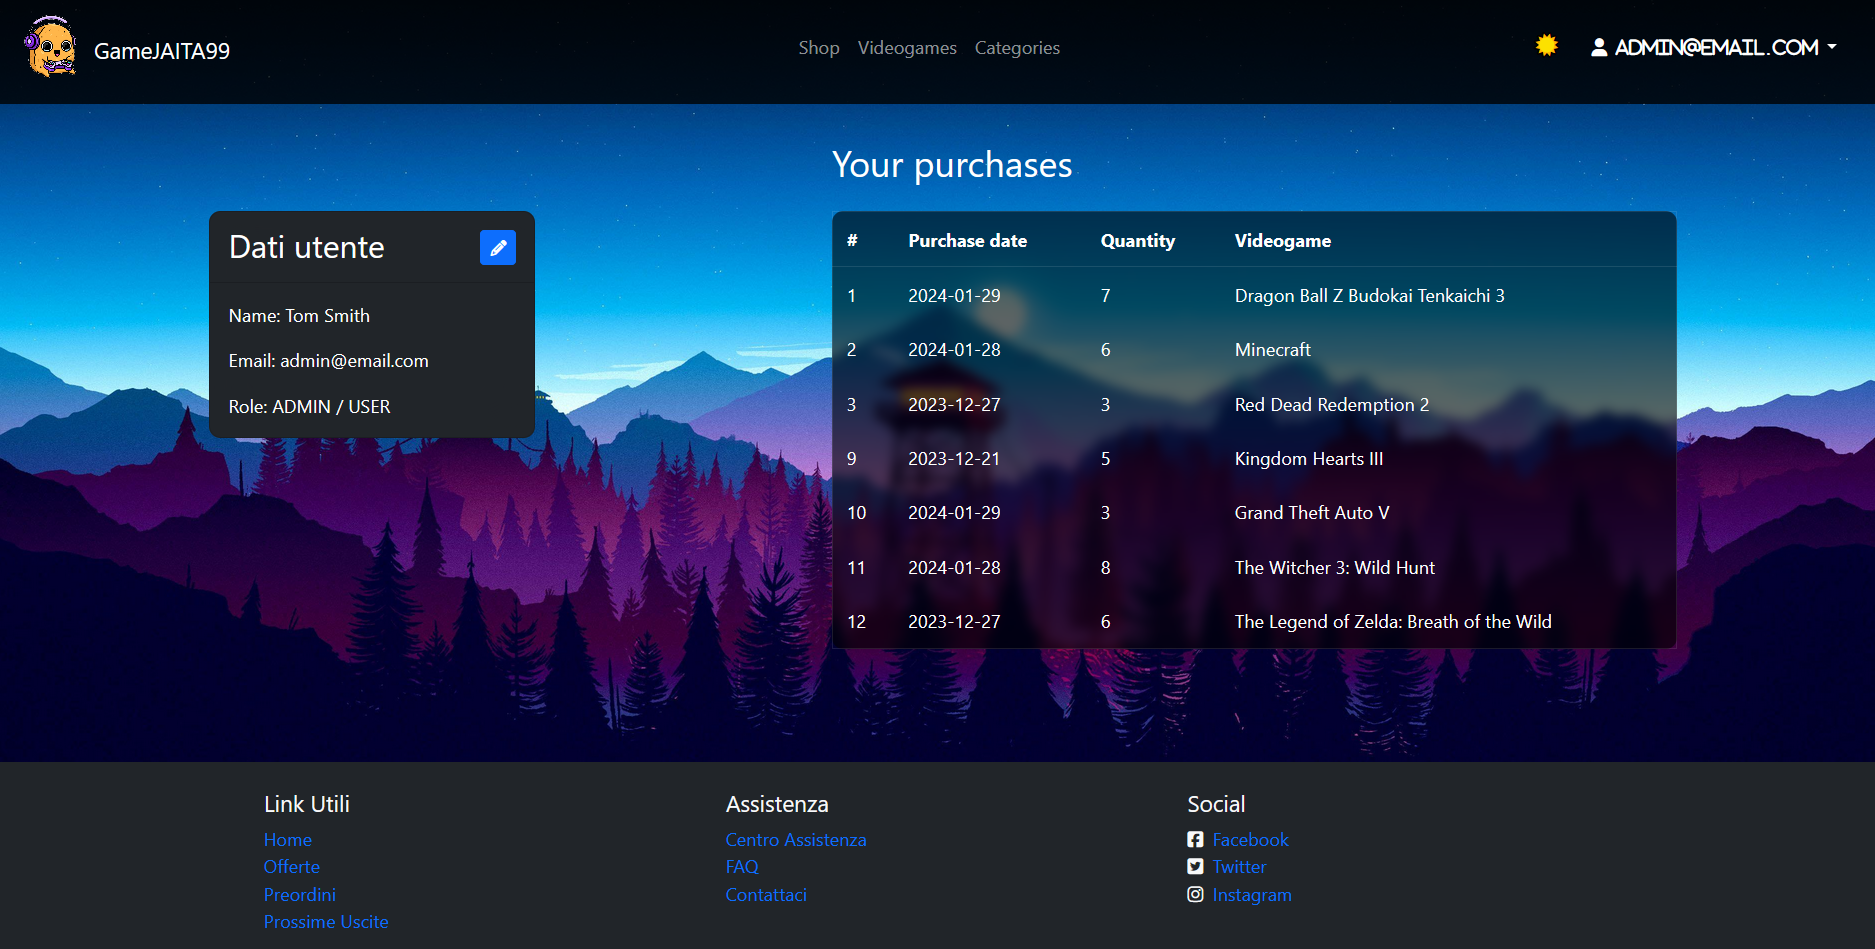 GameJAITA99
Shop Videogames Categories
ADMIN@EMAIL.COM
Your purchases
Dati utente
Name: Tom Smith
Email: admin@email.com
Role: ADMIN / USER
# Purchase date Quantity Videogame
1 2024-01-29 7 Dragon Ball Z Budokai Tenkaichi 3
2 2024-01-28 6 Minecraft
3 2023-12-27 3 Red Dead Redemption 2
9 2023-12-21 5 Kingdom Hearts III
10 2024-01-29 3 Grand Theft Auto V
11 2024-01-28 8 The Witcher 3: Wild Hunt
12 2023-12-27 6 The Legend of Zelda: Breath of the Wild
Link Utili
Home
Offerte
Preordini
Prossime Uscite
Assistenza
Centro Assistenza
FAQ
Contattaci
Social
Facebook
Twitter
Instagram